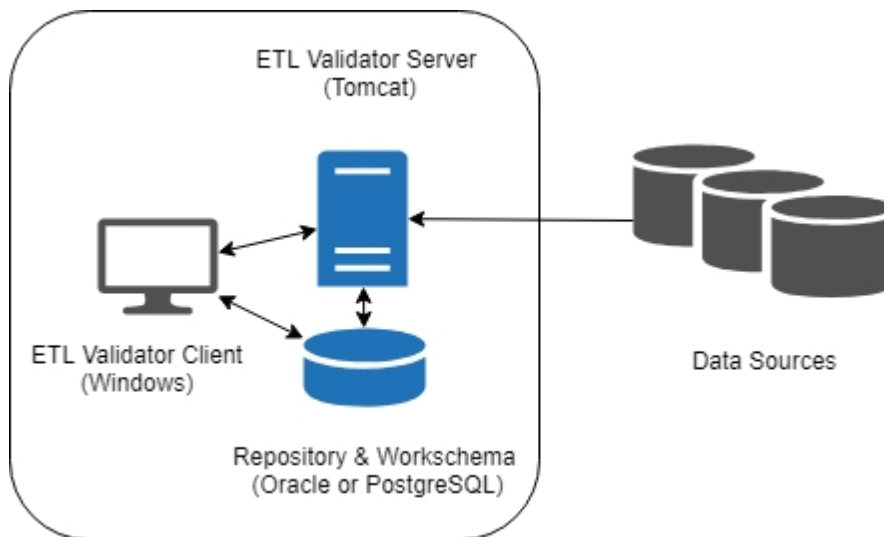 ETL Validator Server
(Tomcat)
ETL Validator Client
(Windows)
Data Sources
Repository & Workschema
(Oracle or PostgreSQL)